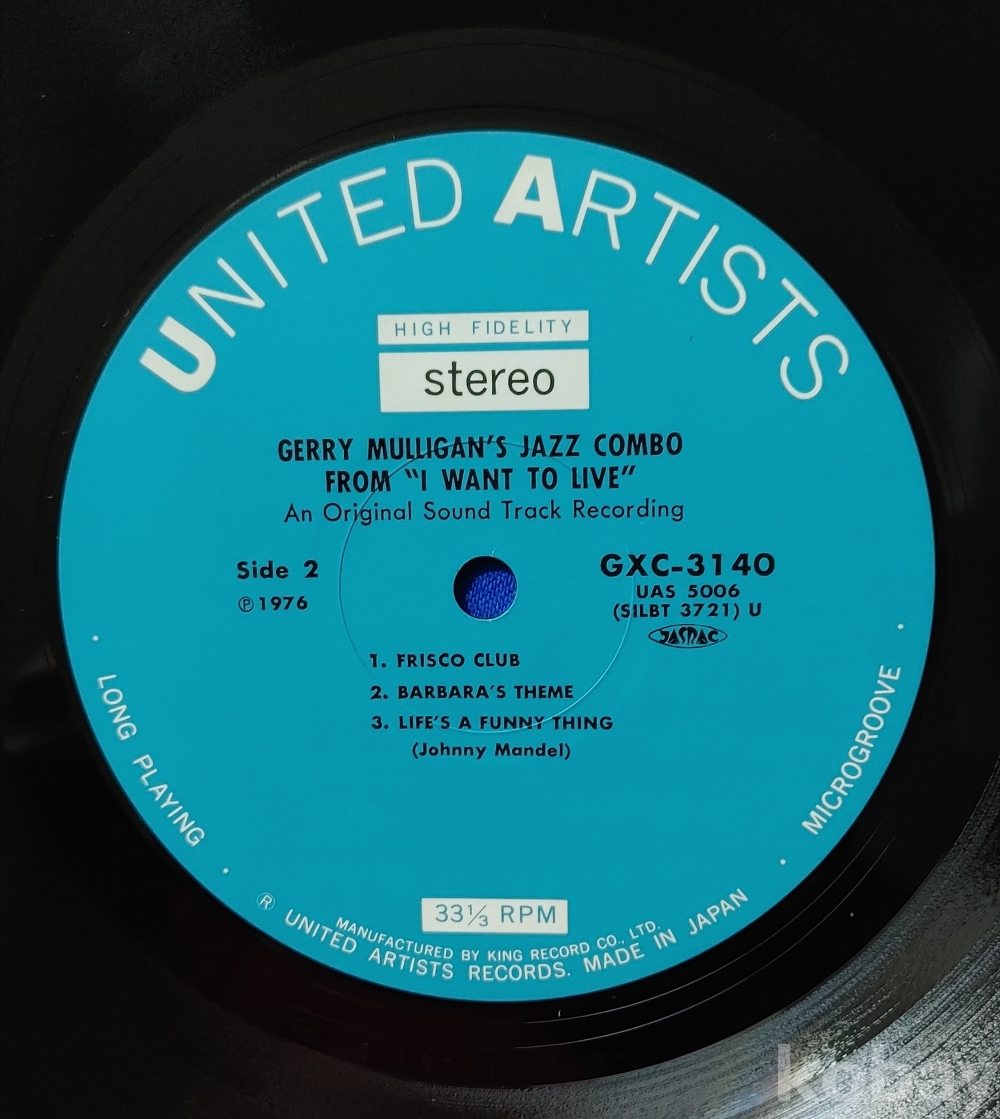 UNITED ARTISTS
HIGH FIDELITY
stereo
GERRY MULLIGAN'S JAZZ COMBO
FROM "I WANT TO LIVE"
An Original Sound Track Recording
Side 2
℗1976
GXC-3140
UAS 5006
(SILBT 3721) U
JASRAC
1. FRISCO CLUB
2. BARBARA'S THEME
3. LIFE'S A FUNNY THING
(Johnny Mandel)
· LONG PLAYING ·
· MICROGROOVE ·
33⅓ RPM
MANUFACTURED BY KING RECORD CO., LTD.
® UNITED ARTISTS RECORDS. MADE IN JAPAN
kobay